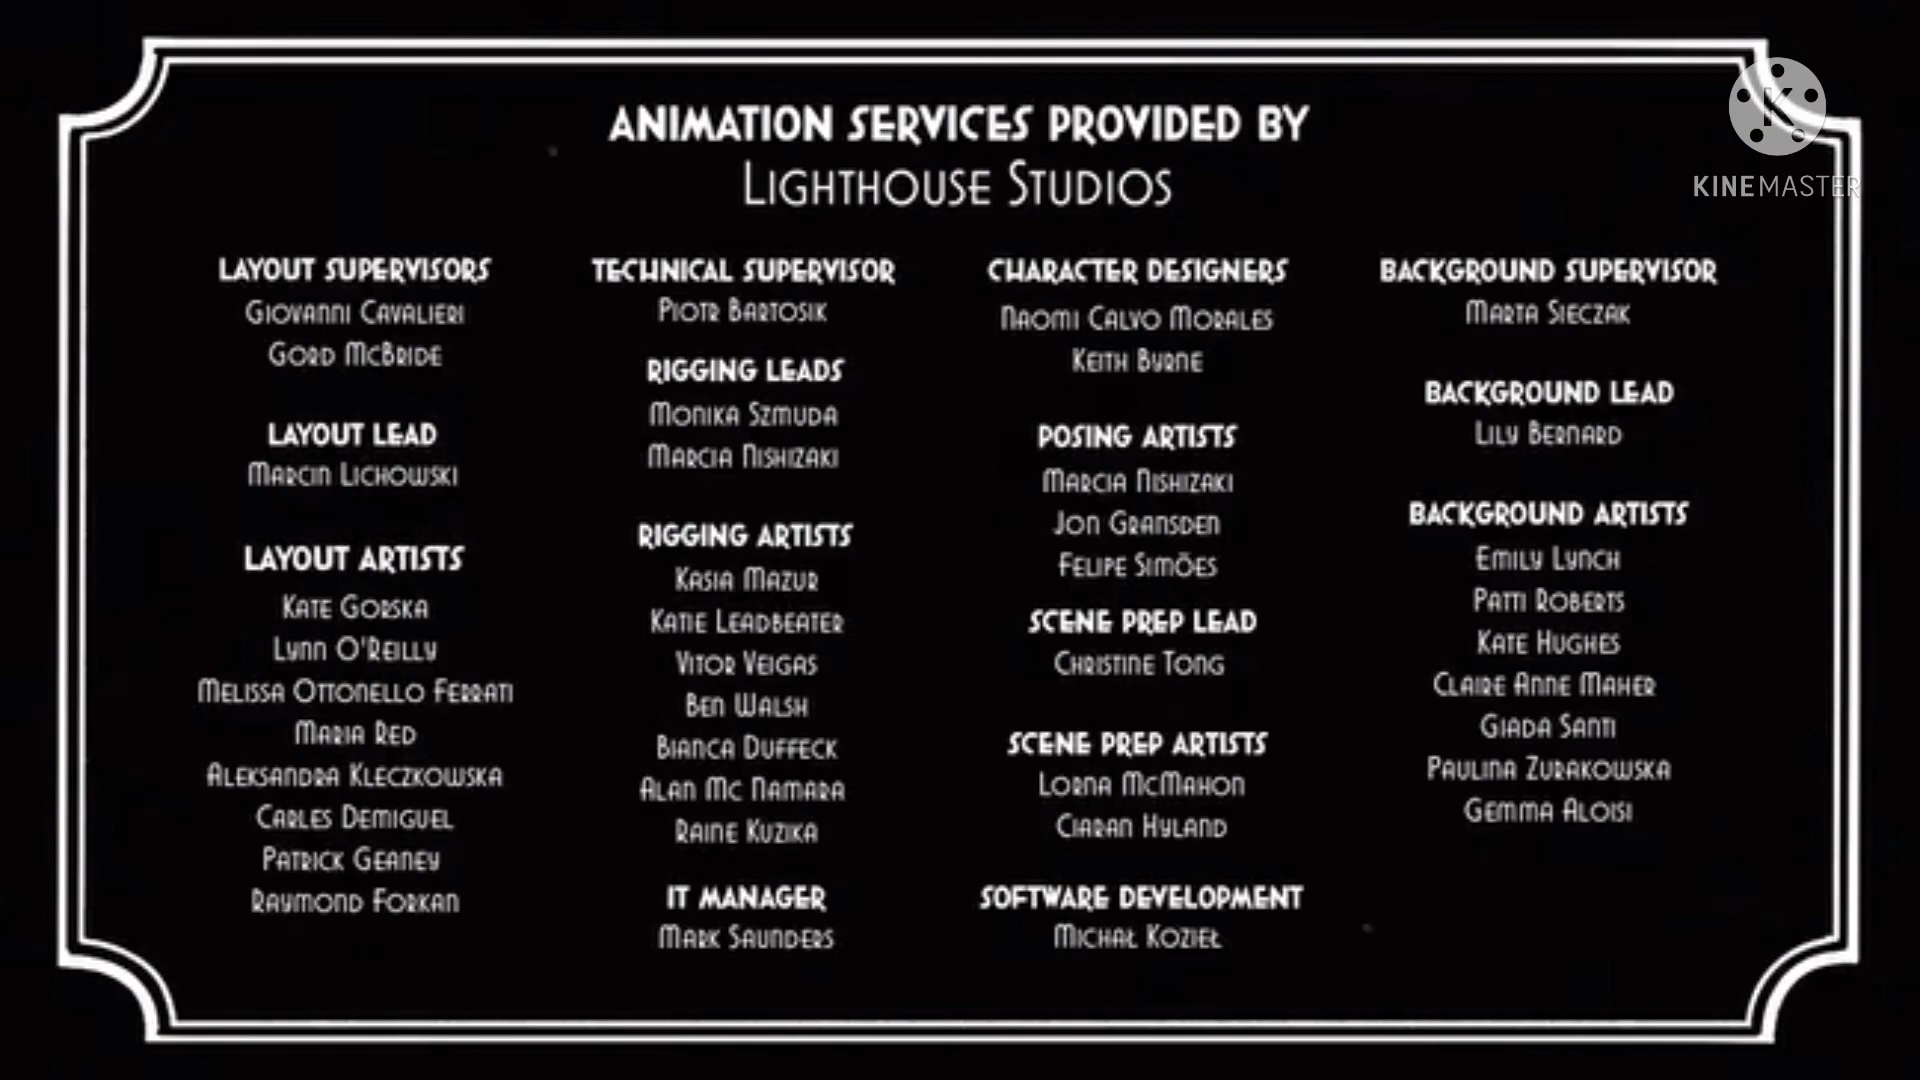 ANIMATION SERVICES PROVIDED BY
LIGHTHOUSE STUDIOS
LAYOUT SUPERVISORS
GIOVANNI CAVALIERI
GORD MCBRIDE
LAYOUT LEAD
MARCIN LICHOWSKI
LAYOUT ARTISTS
KATE GORSKA
LYNN O'REILLY
MELISSA OTTONELLO FERRATI
MARIA RED
ALEKSANDRA KLECZKOWSKA
CARLES DEMIGUEL
PATRICK GEANEY
RAYMOND FORKAN
TECHNICAL SUPERVISOR
PIOTR BARTOSIK
RIGGING LEADS
MONIKA SZMUDA
MARCIA NISHIZAKI
RIGGING ARTISTS
KASIA MAZUR
KATIE LEADBEATER
VITOR VEIGAS
BEN WALSH
BIANCA DUFFECK
ALAN MC NAMARA
RAINE KUZIKA
IT MANAGER
MARK SAUNDERS
CHARACTER DESIGNERS
NAOMI CALVO MORALES
KEITH BYRNE
POSING ARTISTS
MARCIA NISHIZAKI
JON GRANSDEN
FELIPE SIMÕES
SCENE PREP LEAD
CHRISTINE TONG
SCENE PREP ARTISTS
LORNA MCMAHON
CIARAN HYLAND
SOFTWARE DEVELOPMENT
MICHAŁ KOZIEŁ
BACKGROUND SUPERVISOR
MARTA SIECZAK
BACKGROUND LEAD
LILY BERNARD
BACKGROUND ARTISTS
EMILY LYNCH
PATTI ROBERTS
KATE HUGHES
CLAIRE ANNE MAHER
GIADA SANTI
PAULINA ZURAKOWSKA
GEMMA ALOISI
K
KINEMASTER